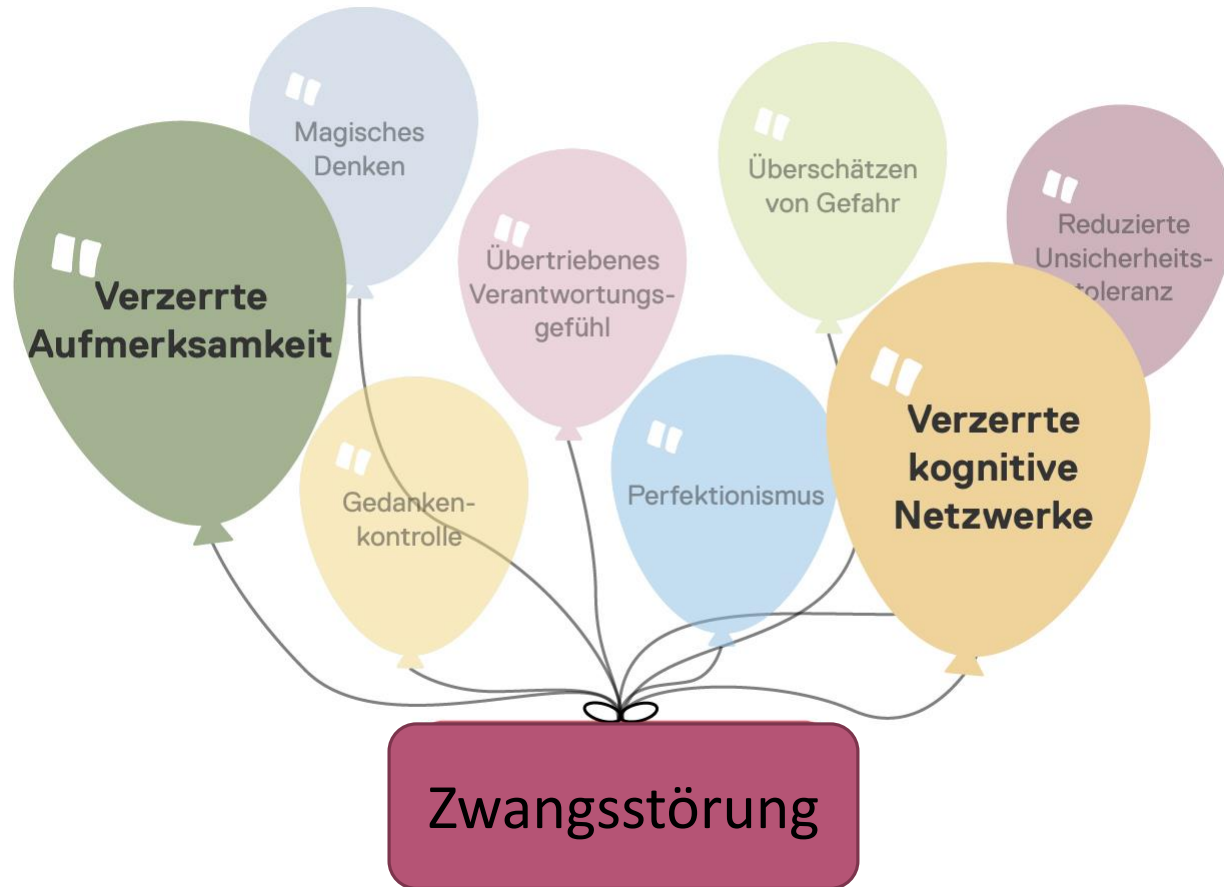 Magisches
Denken
Überschätzen
von Gefahr
Reduzierte
Unsicherheits-
toleranz
Verzerrte
Aufmerksamkeit
Übertriebenes
Verantwortungs-
gefühl
Verzerrte
kognitive
Netzwerke
Gedanken-
kontrolle
Perfektionismus
Zwangsstörung